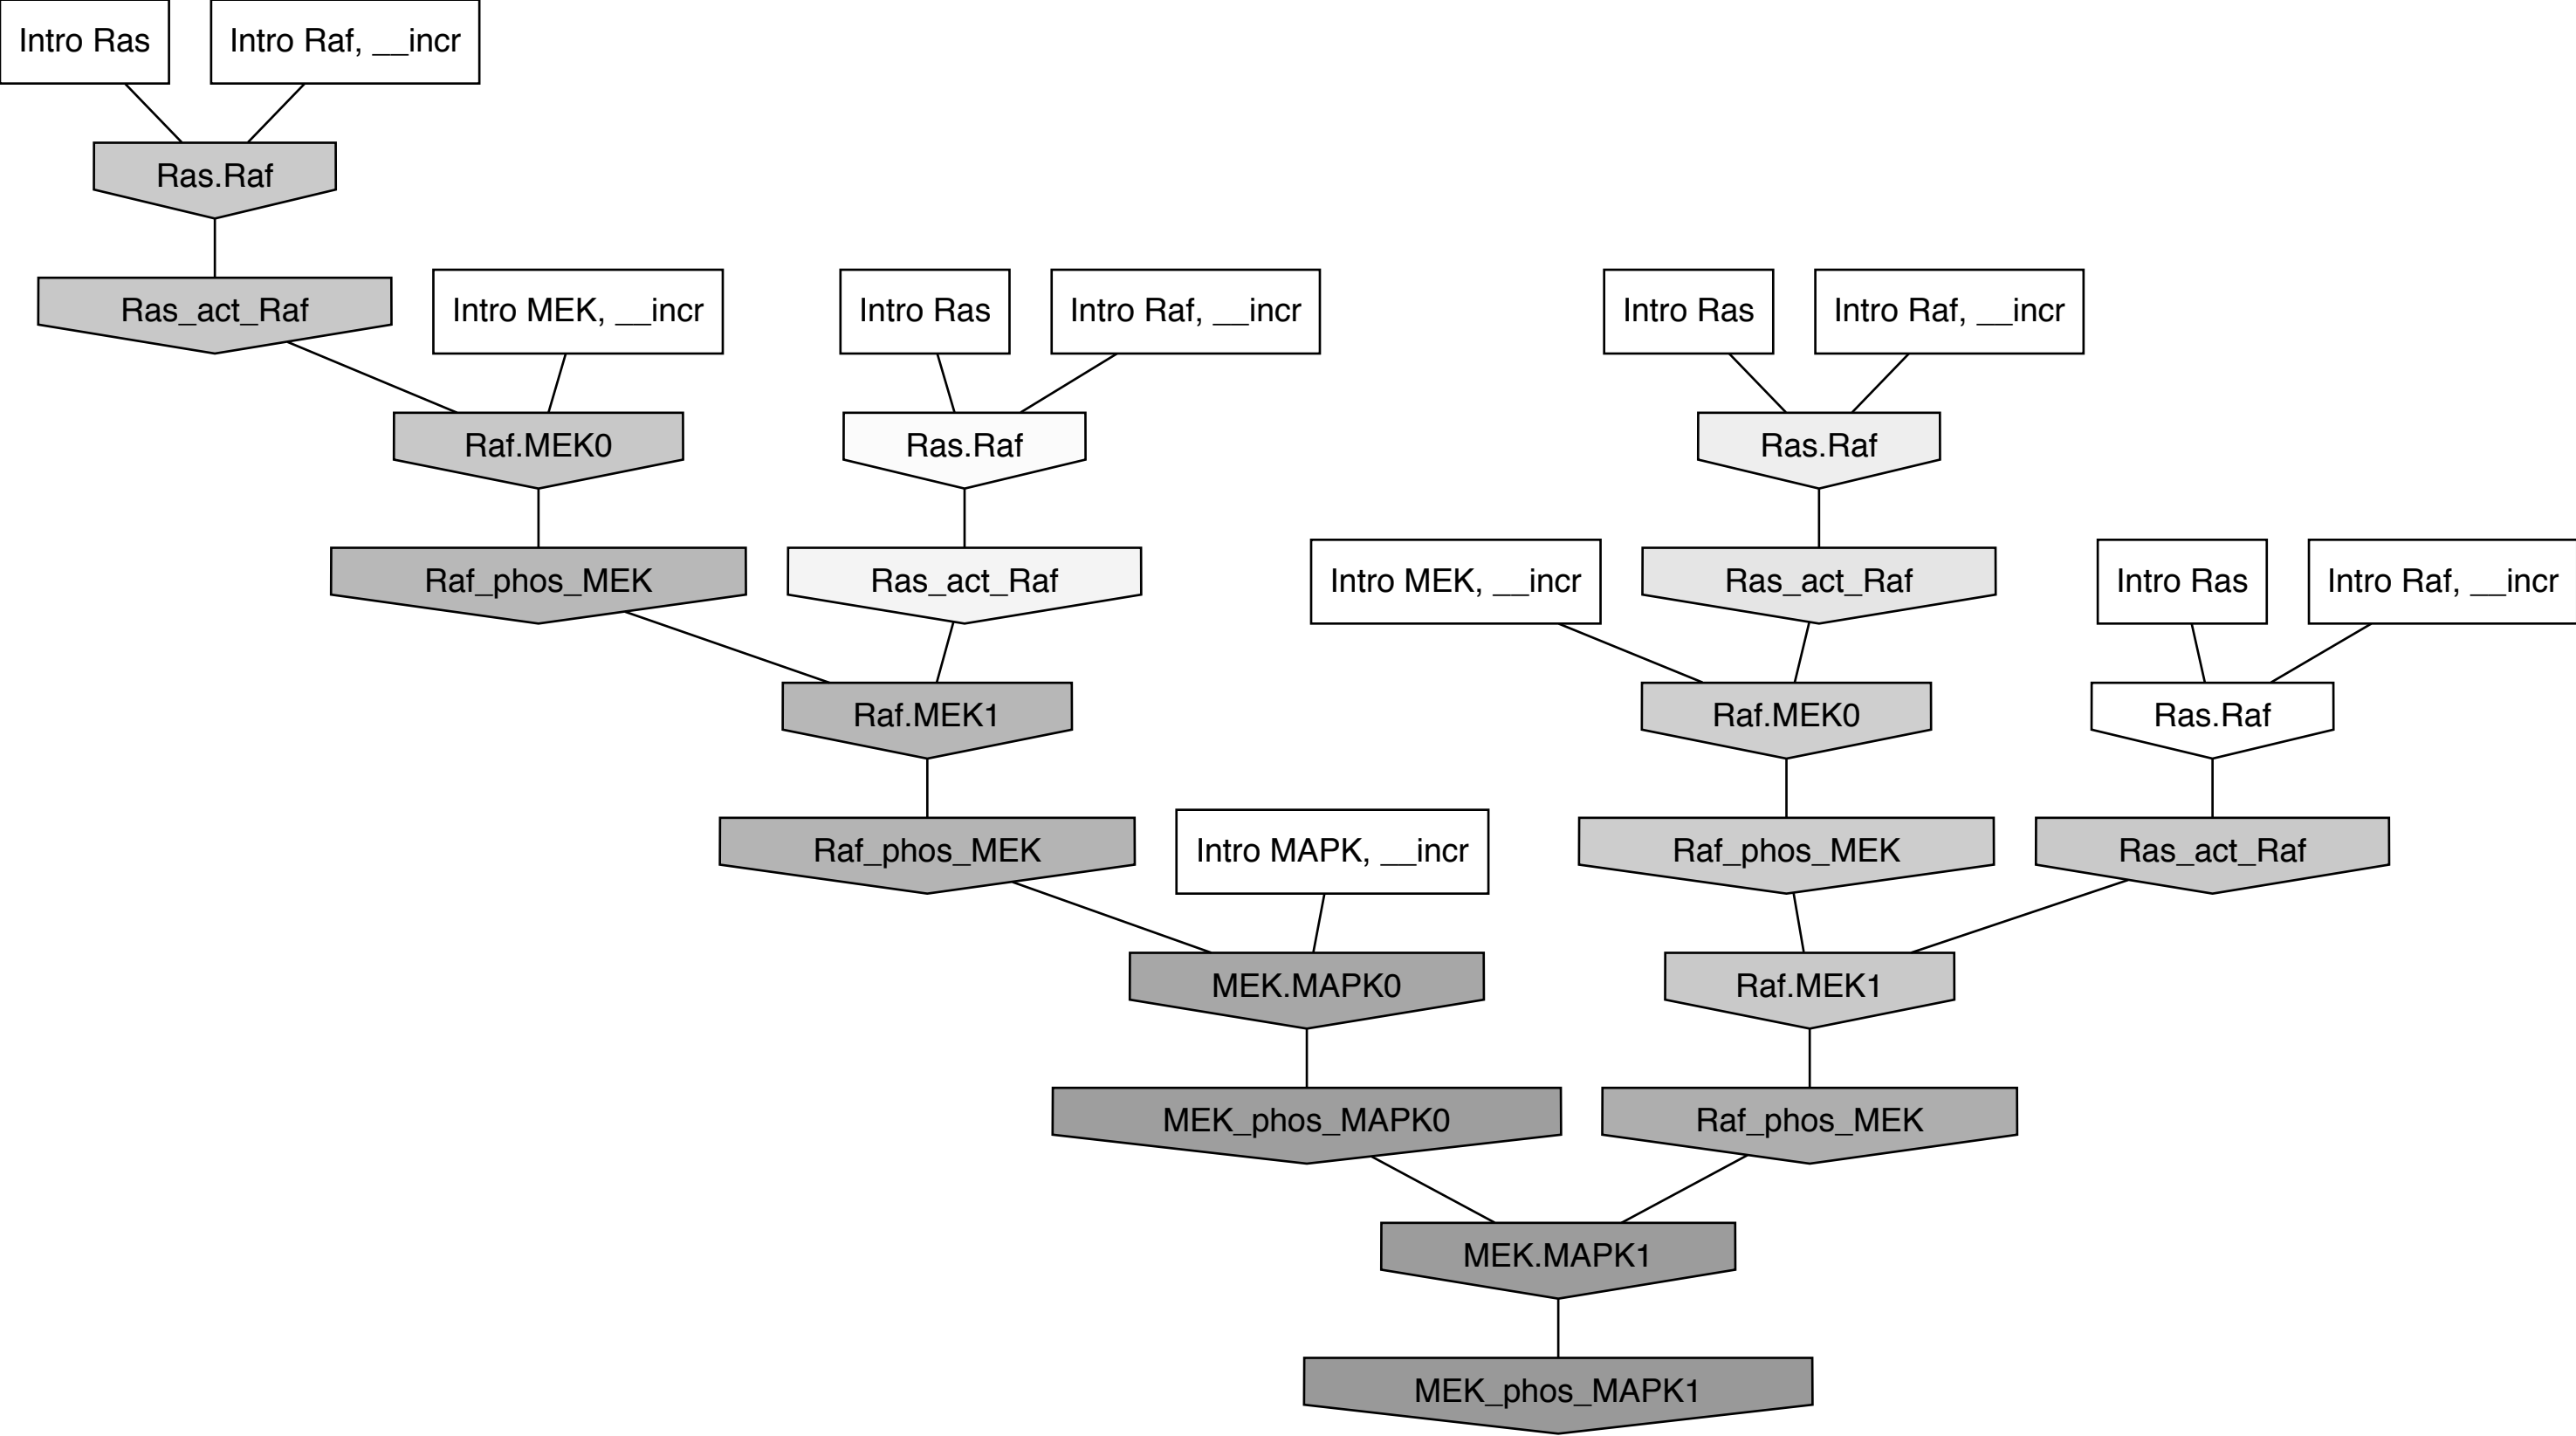 Intro Ras
Intro Raf, __incr
Ras.Raf
Ras_act_Raf
Intro MEK, __incr
Intro Ras
Intro Raf, __incr
Intro Ras
Intro Raf, __incr
Raf.MEK0
Ras.Raf
Ras.Raf
Raf_phos_MEK
Ras_act_Raf
Intro MEK, __incr
Ras_act_Raf
Intro Ras
Intro Raf, __incr
Raf.MEK1
Raf.MEK0
Ras.Raf
Raf_phos_MEK
Intro MAPK, __incr
Raf_phos_MEK
Ras_act_Raf
MEK.MAPK0
Raf.MEK1
MEK_phos_MAPK0
Raf_phos_MEK
MEK.MAPK1
MEK_phos_MAPK1